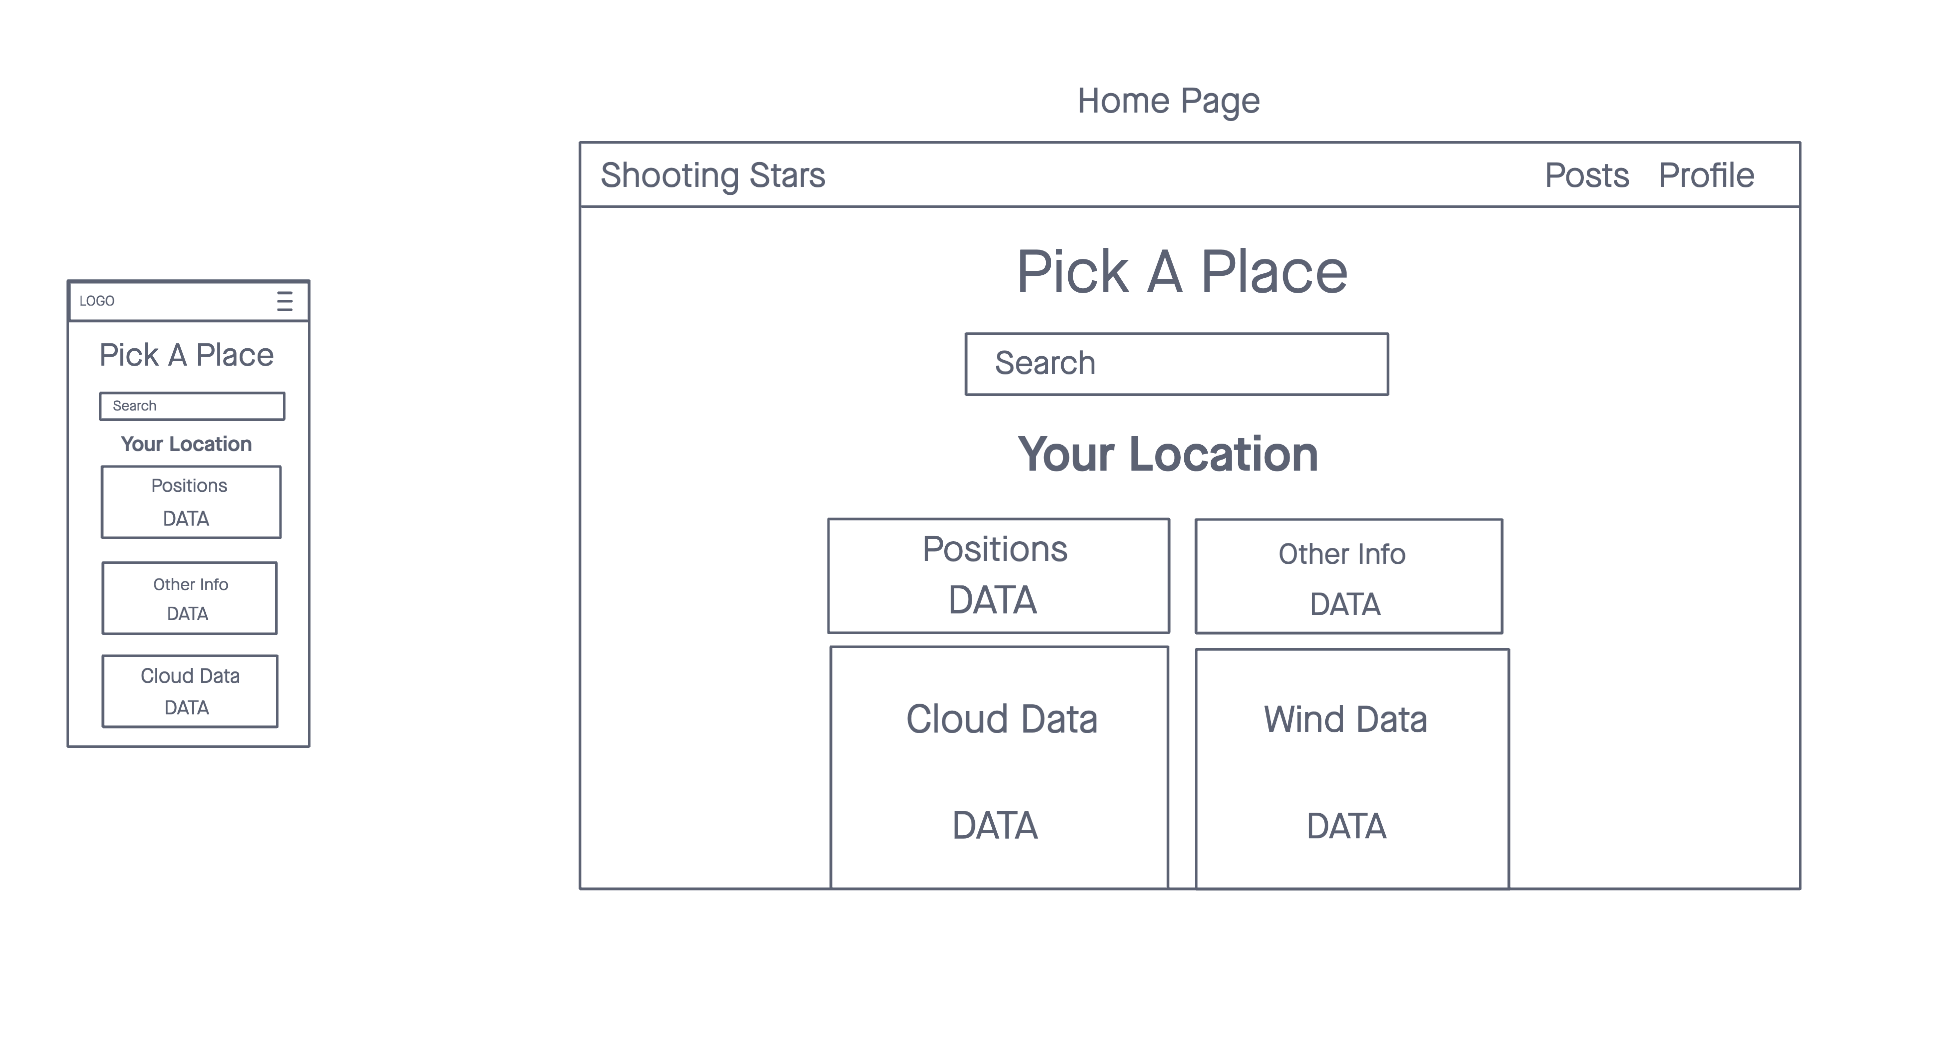 Home Page
LOGO
Pick A Place
Search
Your Location
Positions
DATA
Other Info
DATA
Cloud Data
DATA
Shooting Stars
Posts Profile
Pick A Place
Search
Your Location
Positions
DATA
Other Info
DATA
Cloud Data
DATA
Wind Data
DATA